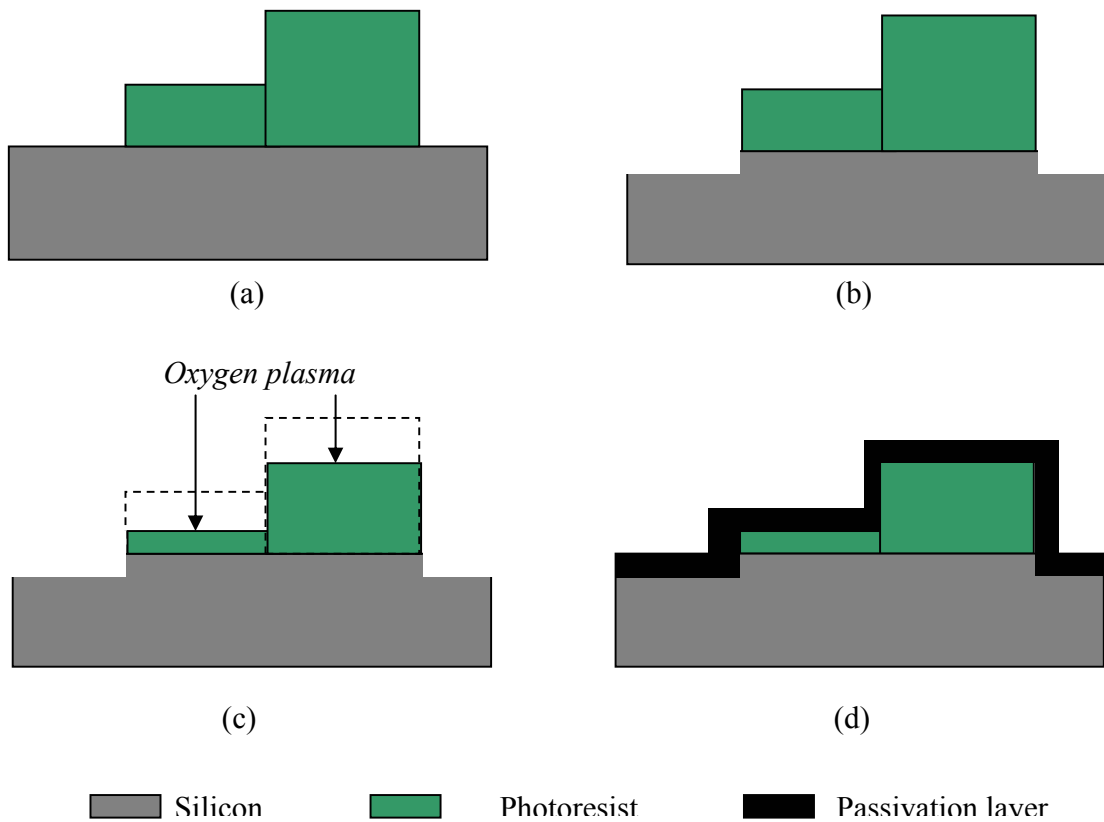 (a)
(b)
Oxygen plasma
(c)
(d)
Silicon Photoresist Passivation layer